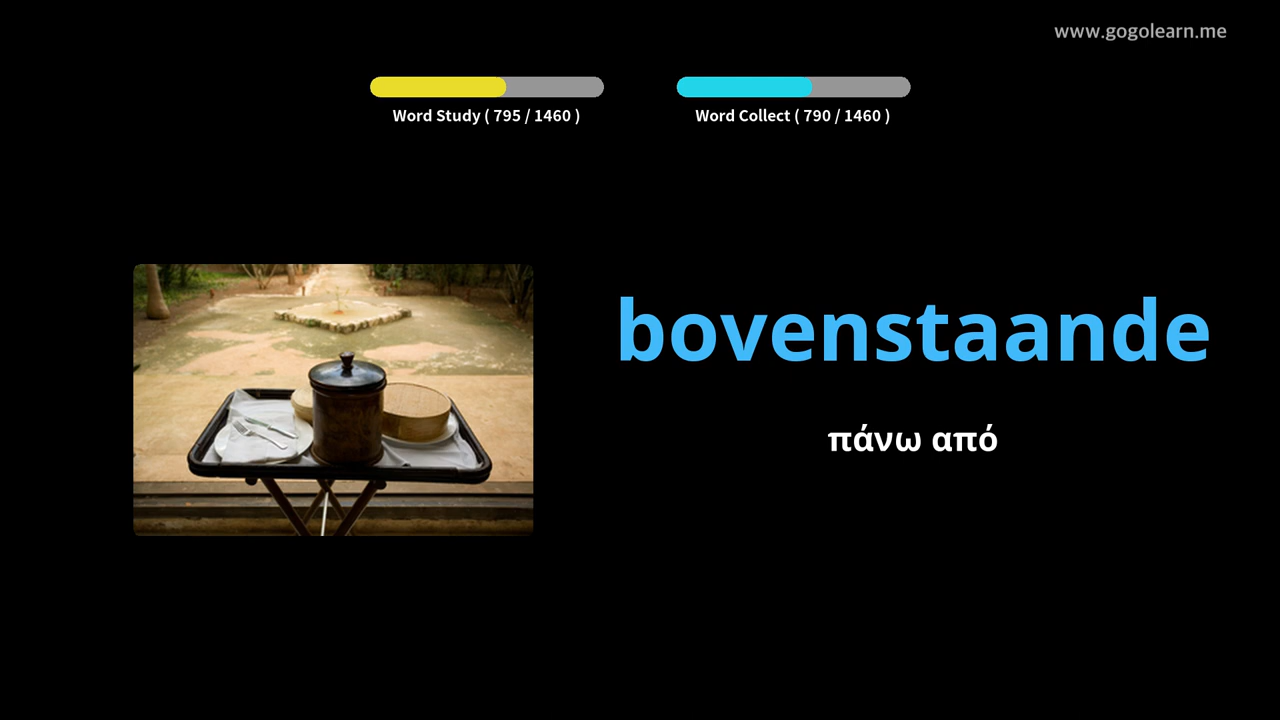 www.gogolearn.me
Word Study ( 795 / 1460 )
Word Collect ( 790 / 1460 )
bovenstaande
πάνω από